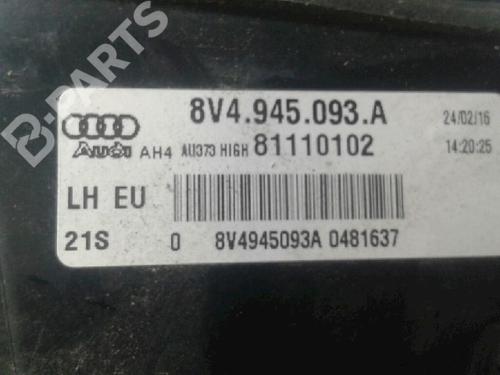 B-PARTS
8V4.945.093.A 24/02/16
Audi AH4 AU373 HIGH 81110102 14:20:25
LH EU
21S 0 8V4945093A 0481637